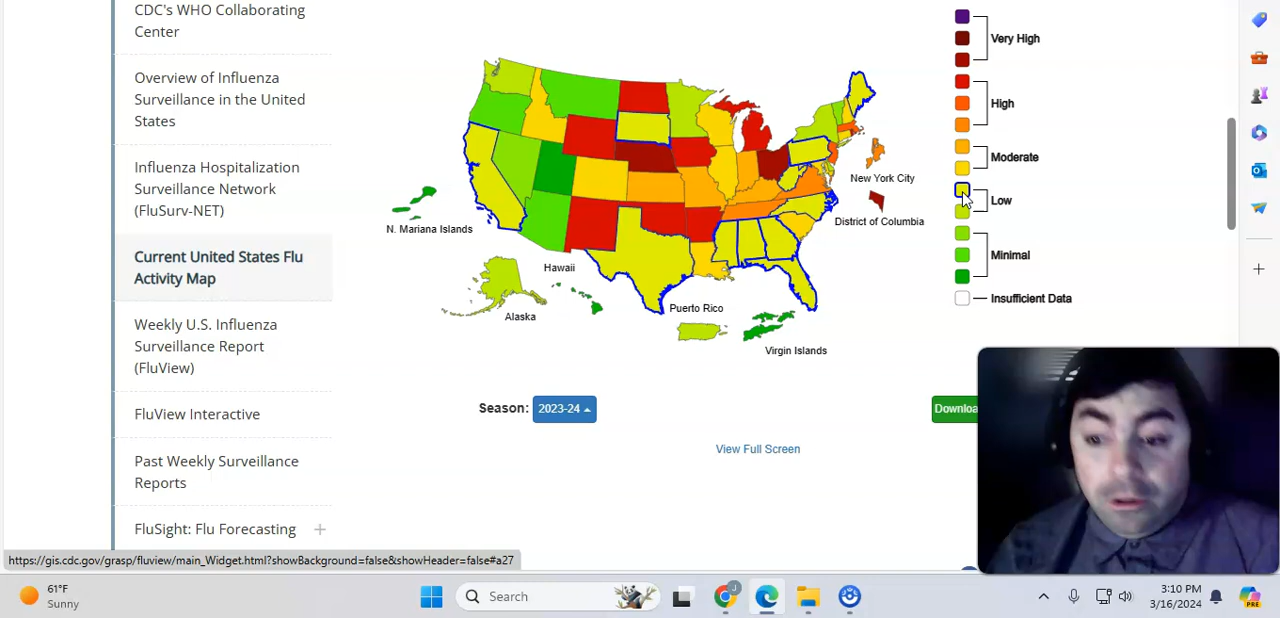 CDC's WHO Collaborating
Center
Overview of Influenza
Surveillance in the United
States
Influenza Hospitalization
Surveillance Network
(FluSurv-NET)
Current United States Flu
Activity Map
Weekly U.S. Influenza
Surveillance Report
(FluView)
FluView Interactive
Past Weekly Surveillance
Reports
FluSight: Flu Forecasting
N. Mariana Islands
Hawaii
Alaska
Puerto Rico
Virgin Islands
New York City
District of Columbia
Very High
High
Moderate
Low
Minimal
Insufficient Data
Season: 2023-24
Downloa
View Full Screen
https://gis.cdc.gov/grasp/fluview/main_Widget.html?showBackground=false&showHeader=false#a27
61°F
Sunny
Search
3:10 PM
3/16/2024
PRE